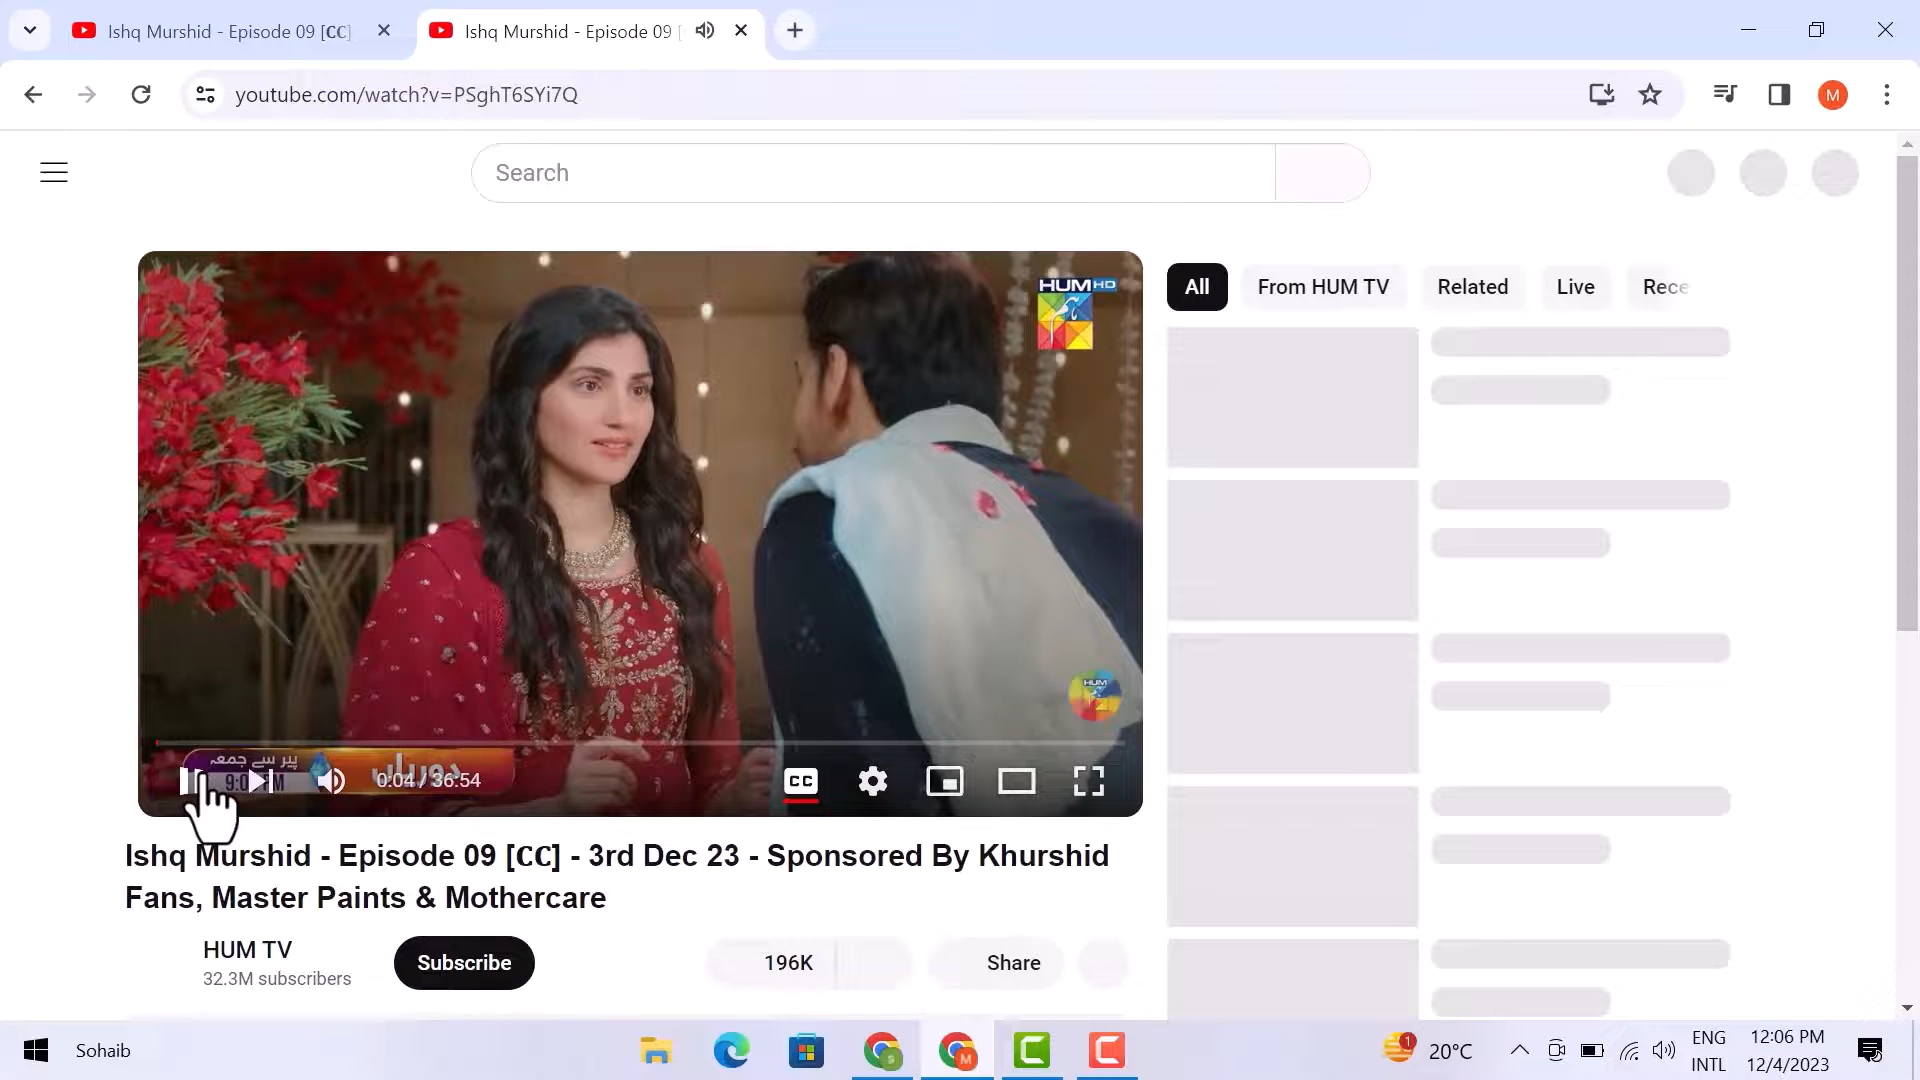 Ishq Murshid - Episode 09 [CC]
Ishq Murshid - Episode 09 [
youtube.com/watch?v=PSghT6SYi7Q
M
Search
HUM HD
All
From HUM TV
Related
Live
Rece
HUM
پیر سے جمعہ
0:04 / 36:54
CC
Ishq Murshid - Episode 09 [CC] - 3rd Dec 23 - Sponsored By Khurshid
Fans, Master Paints & Mothercare
HUM TV
32.3M subscribers
Subscribe
196K
Share
Sohaib
S
M
1
20°C
ENG
INTL
12:06 PM
12/4/2023